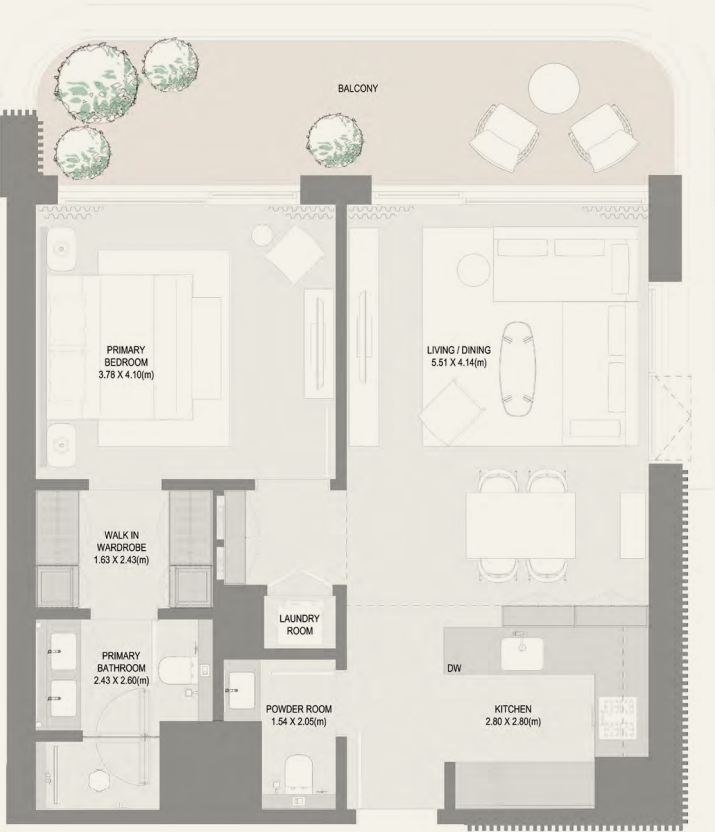 BALCONY
PRIMARY
BEDROOM
3.78 X 4.10(m)
LIVING / DINING
5.51 X 4.14(m)
WALK IN
WARDROBE
1.63 X 2.43(m)
LAUNDRY
ROOM
PRIMARY
BATHROOM
2.43 X 2.60(m)
DW
POWDER ROOM
1.54 X 2.05(m)
KITCHEN
2.80 X 2.80(m)